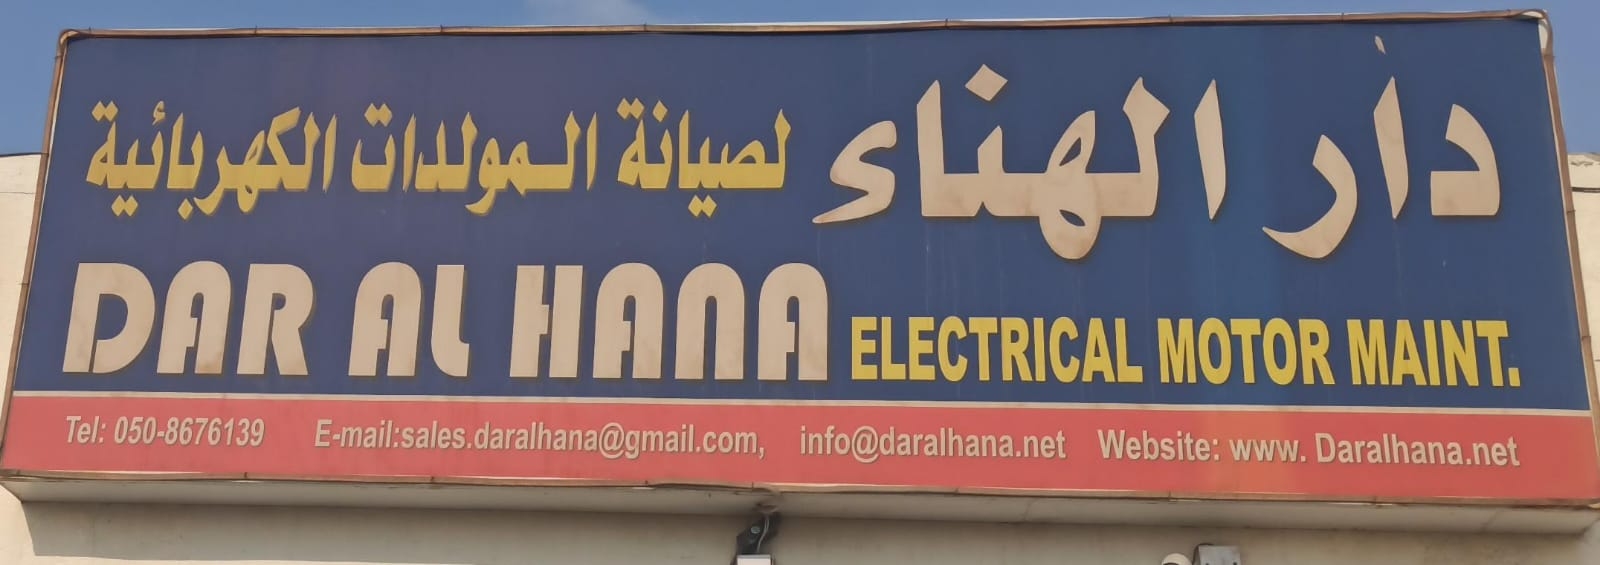 دار الهناء لصيانة المولدات الكهربائية
DAR AL HANA ELECTRICAL MOTOR MAINT.
Tel: 050-8676139 E-mail:sales.daralhana@gmail.com, info@daralhana.net Website: www. Daralhana.net